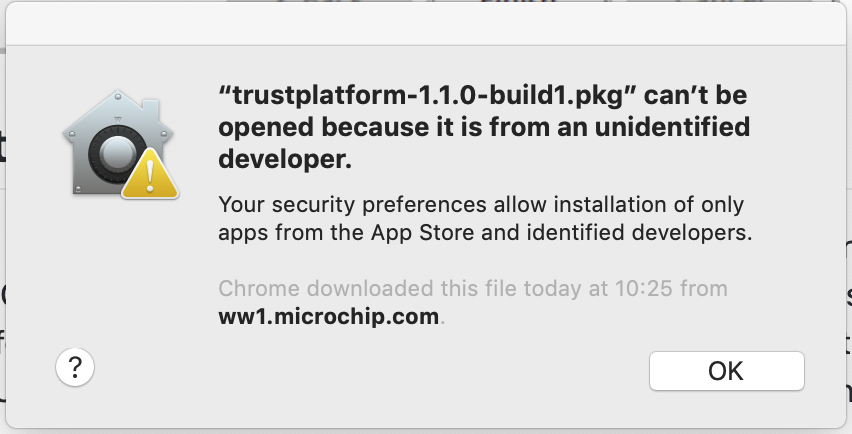 “trustplatform-1.1.0-build1.pkg” can’t be
opened because it is from an unidentified
developer.
Your security preferences allow installation of only
apps from the App Store and identified developers.
Chrome downloaded this file today at 10:25 from
ww1.microchip.com.
?
OK